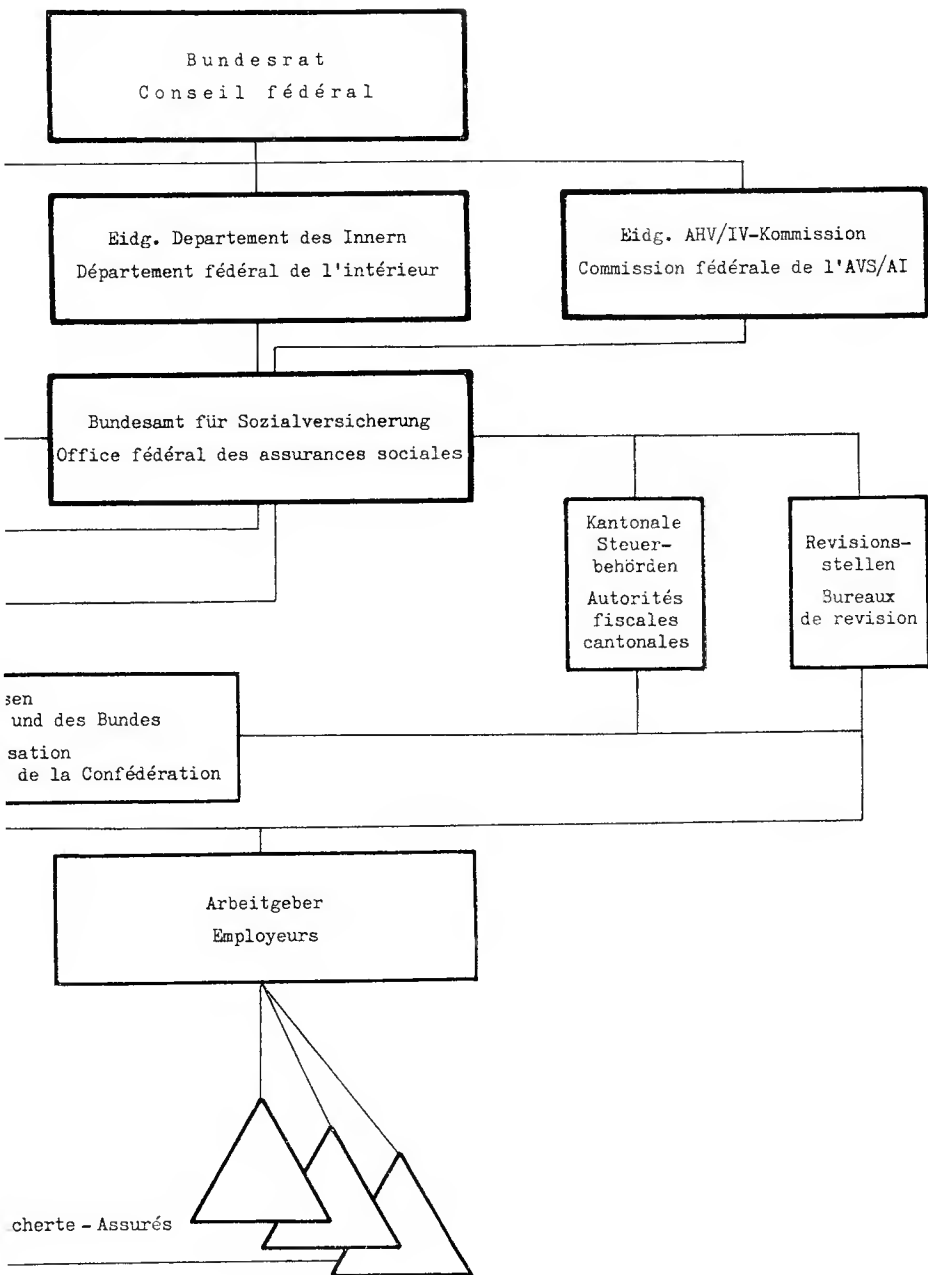 Bundesrat
Conseil fédéral
Eidg. Departement des Innern
Département fédéral de l'intérieur
Eidg. AHV/IV-Kommission
Commission fédérale de l'AVS/AI
Bundesamt für Sozialversicherung
Office fédéral des assurances sociales
Kantonale
Steuer-
behörden
Autorités
fiscales
cantonales
Revisions-
stellen
Bureaux
de revision
sen
und des Bundes
sation
de la Confédération
Arbeitgeber
Employeurs
cherte - Assurés